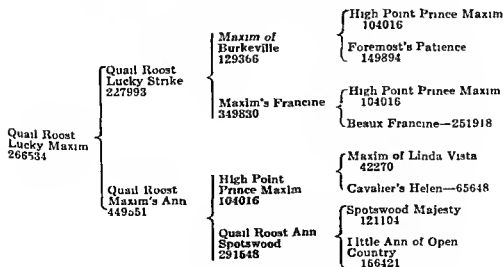 High Point Prince Maxim
104016
Maxim of
Burkeville
129366
Foremost's Patience
149894
Quail Roost
Lucky Strike
227993
High Point Prince Maxim
104016
Maxim's Francine
349830
Beaux Francine—251918
Quail Roost
Lucky Maxim
266534
Maxim of Linda Vista
42270
High Point
Prince Maxim
104016
Cavalier's Helen—65648
Quail Roost
Maxim's Ann
449551
Spotswood Majesty
121104
Quail Roost Ann
Spotswood
291548
Little Ann of Open
Country
166421